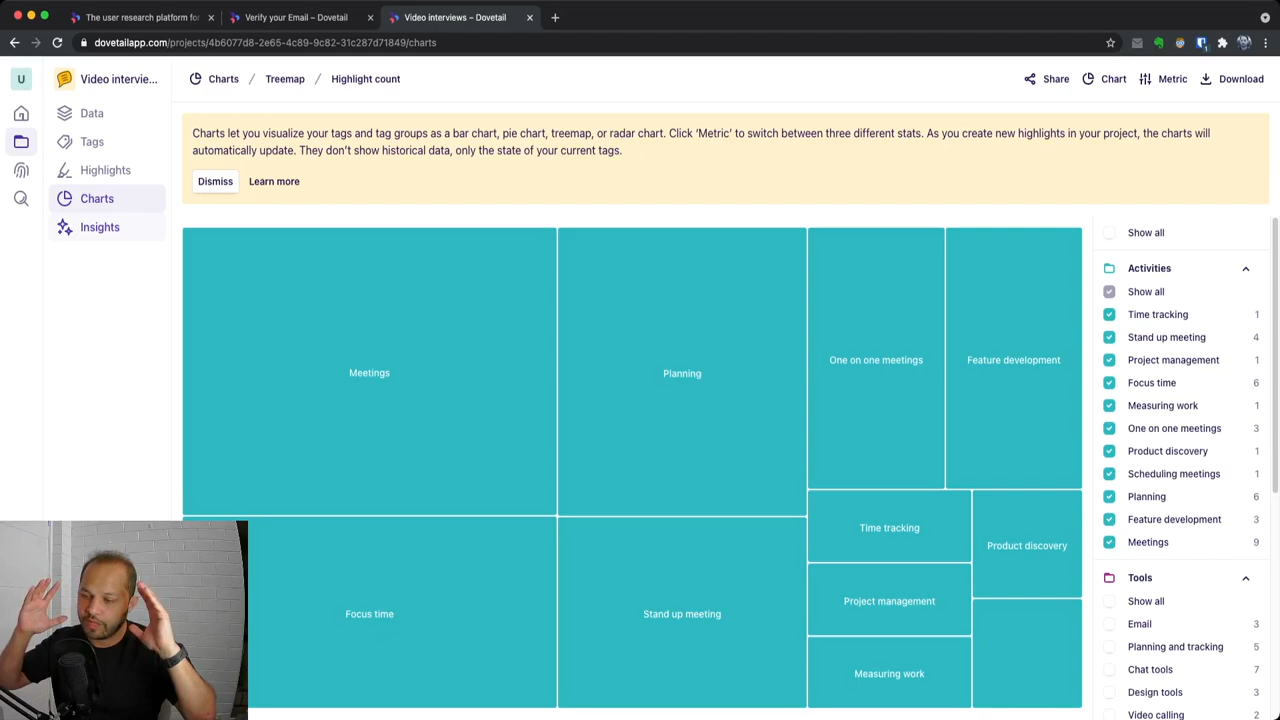 The user research platform for
Verify your Email – Dovetail
Video interviews – Dovetail
dovetailapp.com/projects/4b6077d8-2e65-4c89-9c82-31c287d71849/charts
U
Video intervie...
Data
Tags
Highlights
Charts
Insights
Charts / Treemap / Highlight count
Share
Chart
Metric
Download
Charts let you visualize your tags and tag groups as a bar chart, pie chart, treemap, or radar chart. Click ‘Metric’ to switch between three different stats. As you create new highlights in your project, the charts will
automatically update. They don’t show historical data, only the state of your current tags.
Dismiss
Learn more
Meetings
Planning
One on one meetings
Feature development
Time tracking
Product discovery
Project management
Focus time
Stand up meeting
Measuring work
Show all
Activities
Show all
Time tracking 1
Stand up meeting 4
Project management 1
Focus time 6
Measuring work 1
One on one meetings 3
Product discovery 1
Scheduling meetings 1
Planning 6
Feature development 3
Meetings 9
Tools
Show all
Email 3
Planning and tracking 5
Chat tools 7
Design tools 3
Video calling 2